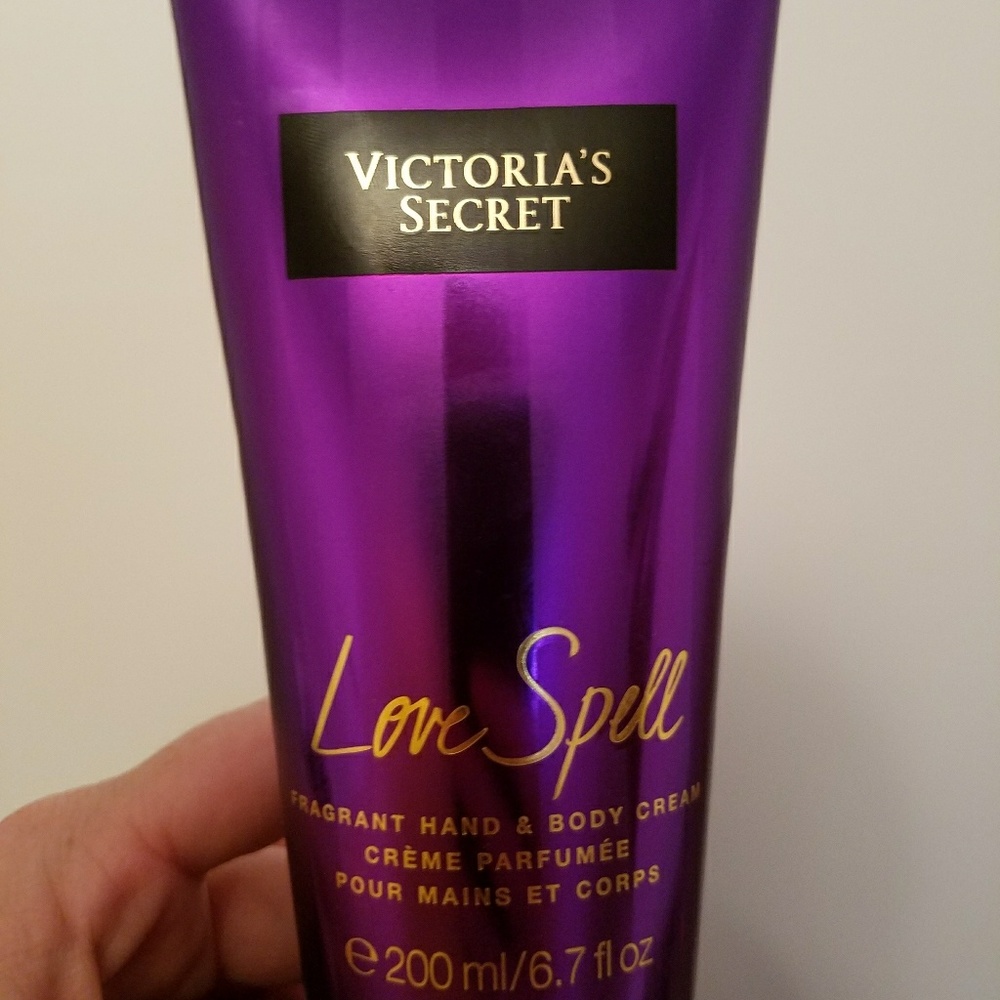 VICTORIA'S
SECRET
Love Spell
FRAGRANT HAND & BODY CREAM
CRÈME PARFUMÉE
POUR MAINS ET CORPS
℮ 200 ml/6.7 fl oz